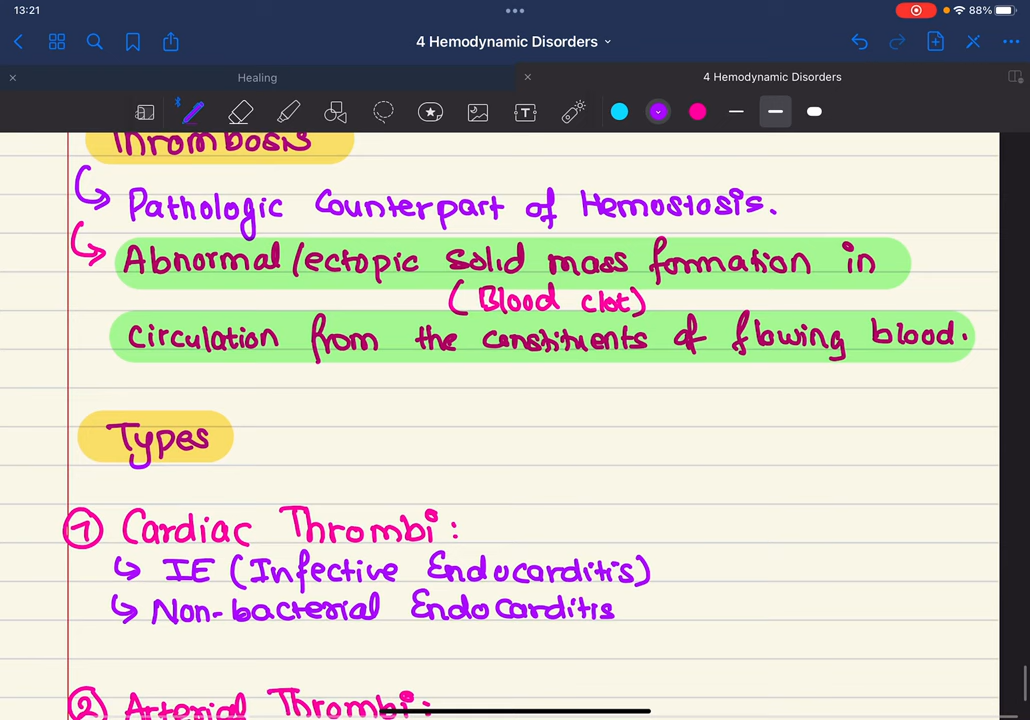 13:21
88%
4 Hemodynamic Disorders
Healing
4 Hemodynamic Disorders
Thrombosis
Pathologic Counterpart of Hemostosis.
Abnormal/ectopic solid mass formation in
(Blood clot)
Circulation from the constituents of flowing blood.
Types
① Cardiac Thrombi:
IE (Infective Endocarditis)
Non-bacterial Endocarditis
② Arterial Thrombi: